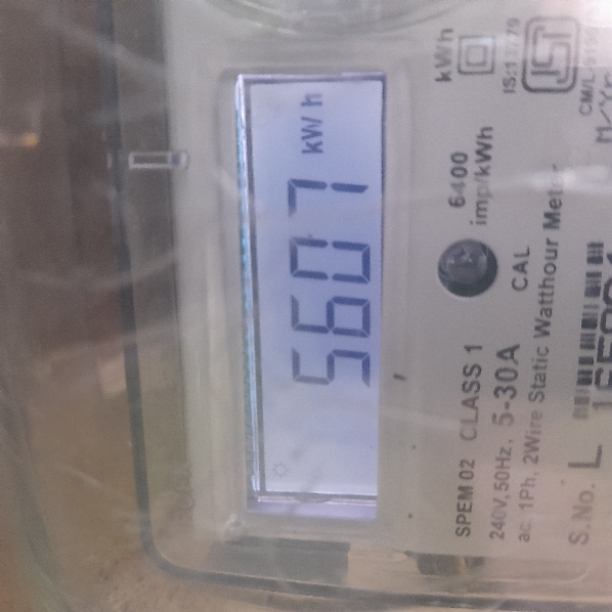 5607 kWh
kWh
IS:13779
6400
imp/kWh
CAL
SPEM 02 CLASS 1
240V,50Hz, 5-30A
ac 1Ph, 2Wire Static Watthour Meter
S.No. L